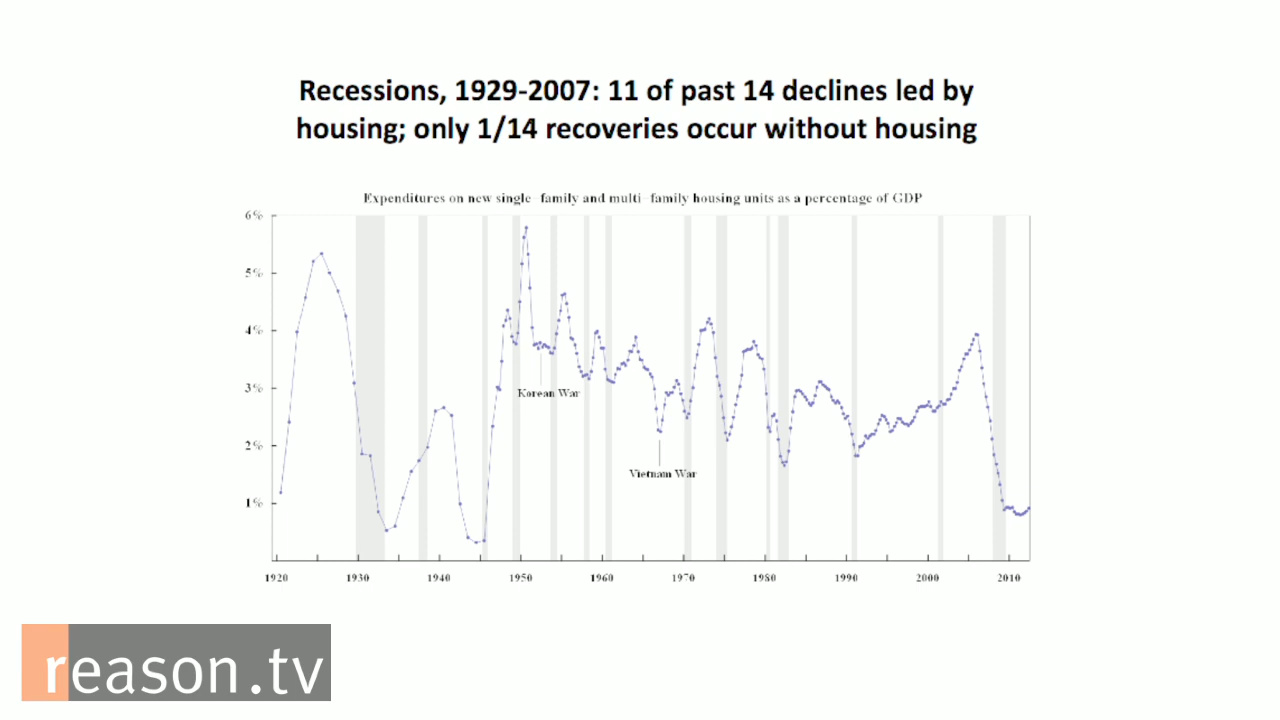 Recessions, 1929-2007: 11 of past 14 declines led by
housing; only 1/14 recoveries occur without housing
Expenditures on new single-family and multi-family housing units as a percentage of GDP
6%
5%
4%
3%
2%
1%
Korean War
Vietnam War
1920 1930 1940 1950 1960 1970 1980 1990 2000 2010
reason.tv